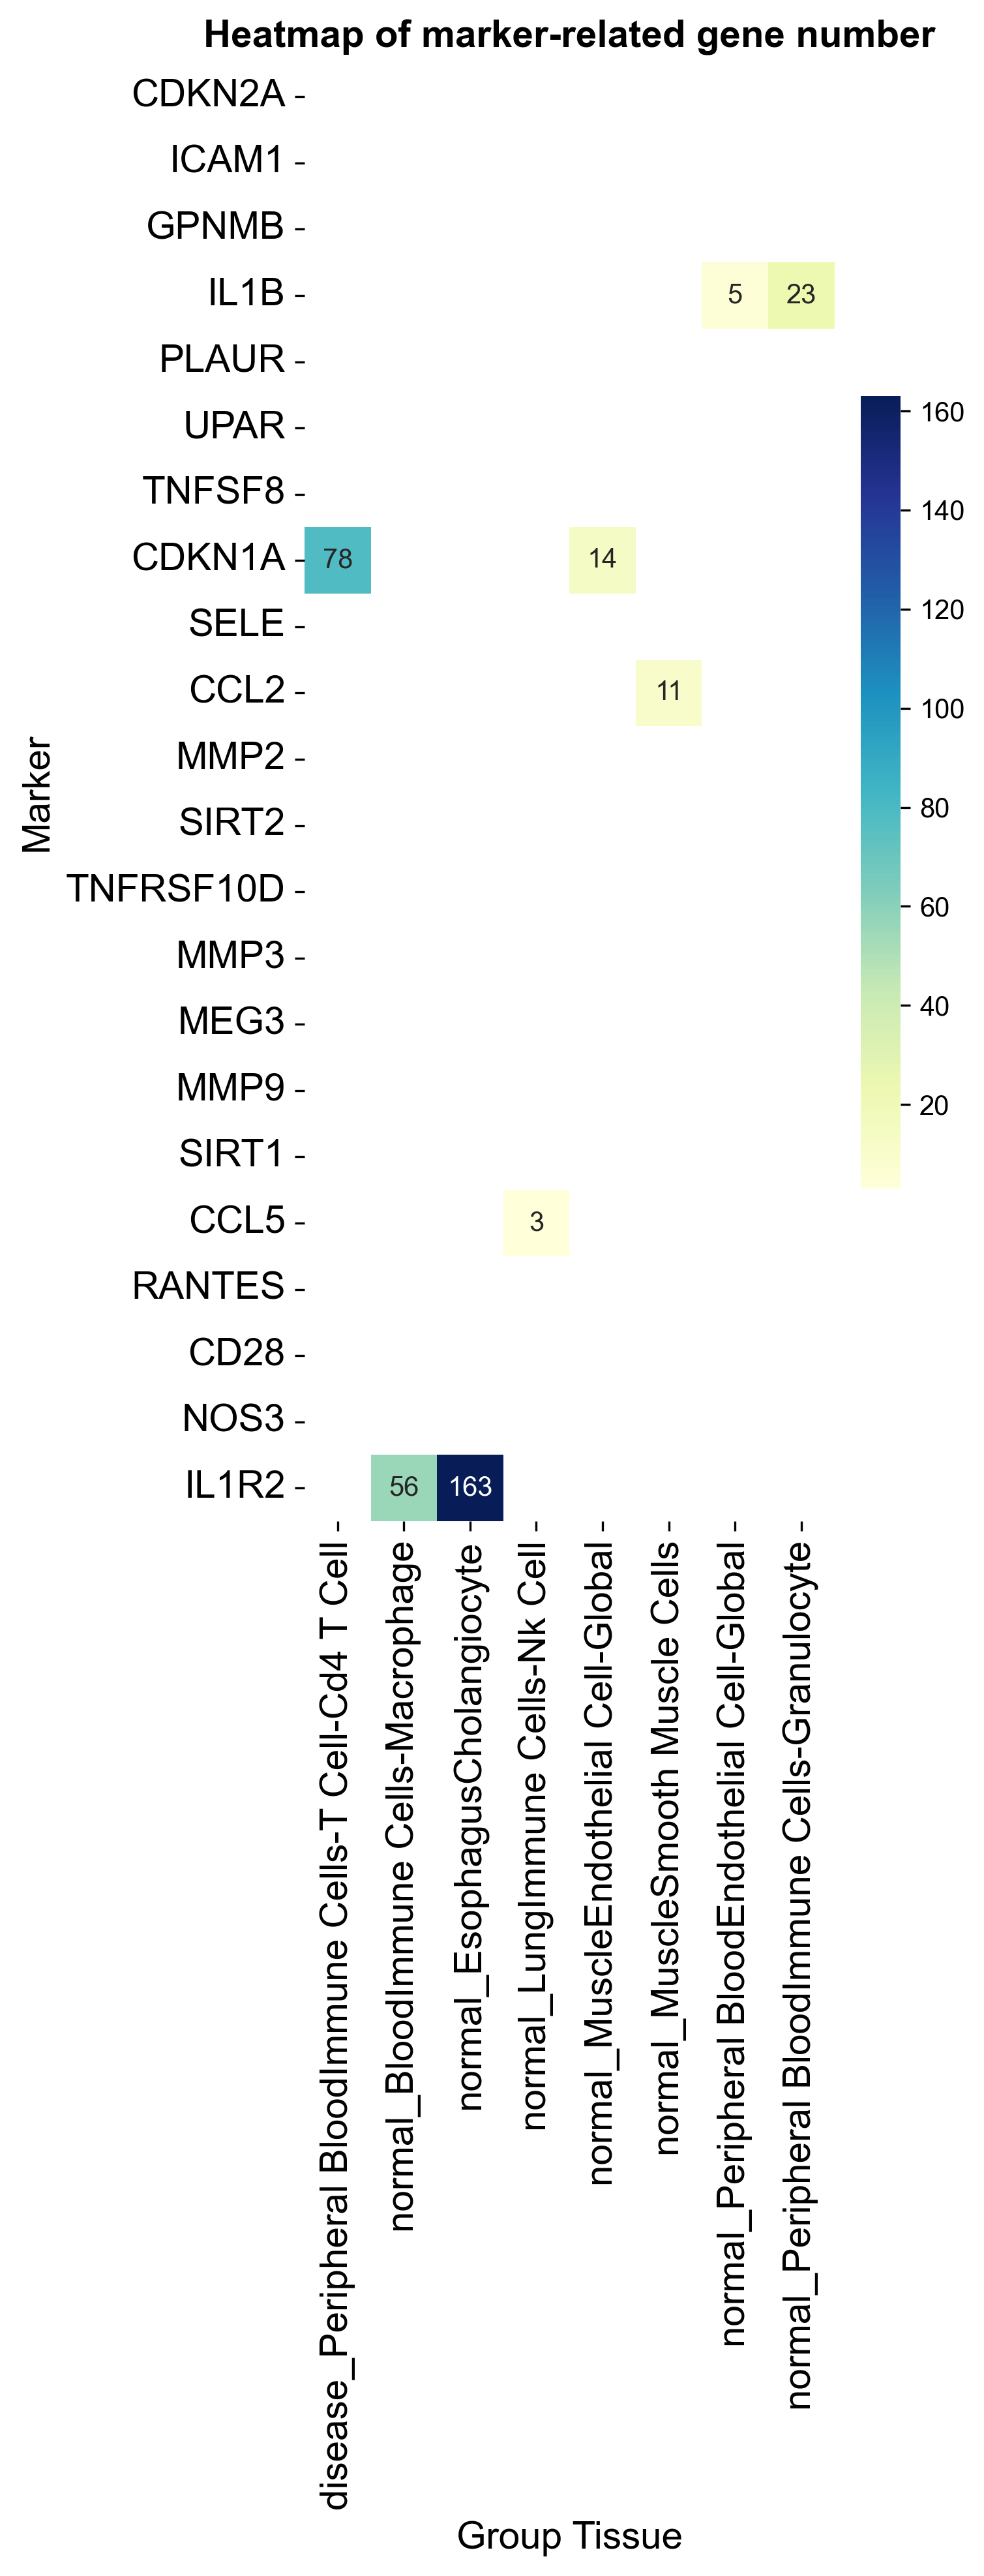 Heatmap of marker-related gene number
CDKN2A
ICAM1
GPNMB
IL1B
5 23
PLAUR
UPAR
TNFSF8
CDKN1A
78 14
SELE
CCL2
11
MMP2
SIRT2
TNFRSF10D
MMP3
MEG3
MMP9
SIRT1
CCL5
3
RANTES
CD28
NOS3
IL1R2
56 163
Marker
160
140
120
100
80
60
40
20
disease_Peripheral BloodImmune Cells-T Cell-Cd4 T Cell
normal_BloodImmune Cells-Macrophage
normal_EsophagusCholangiocyte
normal_LungImmune Cells-Nk Cell
normal_MuscleEndothelial Cell-Global
normal_MuscleSmooth Muscle Cells
normal_Peripheral BloodEndothelial Cell-Global
normal_Peripheral BloodImmune Cells-Granulocyte
Group Tissue